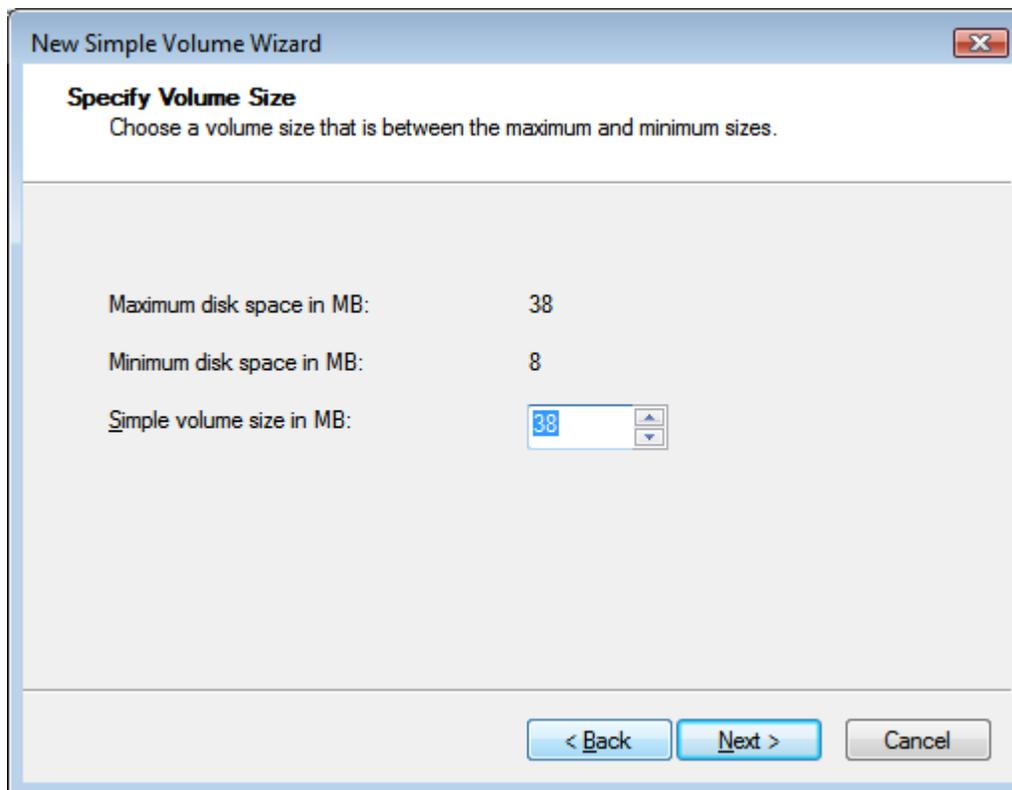 New Simple Volume Wizard
Specify Volume Size
Choose a volume size that is between the maximum and minimum sizes.
Maximum disk space in MB: 38
Minimum disk space in MB: 8
Simple volume size in MB: 38
< Back Next > Cancel